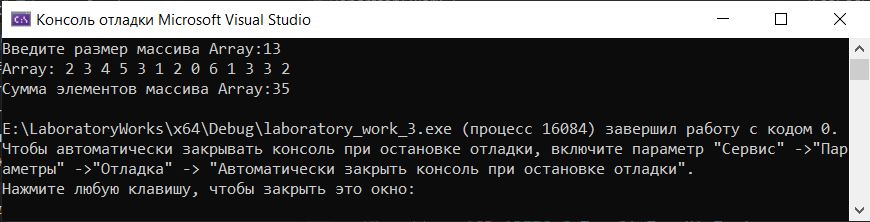 Консоль отладки Microsoft Visual Studio
Введите размер массива Array:13
Array: 2 3 4 5 3 1 2 0 6 1 3 3 2
Сумма элементов массива Array:35
E:\LaboratoryWorks\x64\Debug\laboratory_work_3.exe (процесс 16084) завершил работу с кодом 0.
Чтобы автоматически закрывать консоль при остановке отладки, включите параметр "Сервис" ->"Пар
аметры" ->"Отладка" -> "Автоматически закрыть консоль при остановке отладки".
Нажмите любую клавишу, чтобы закрыть это окно: